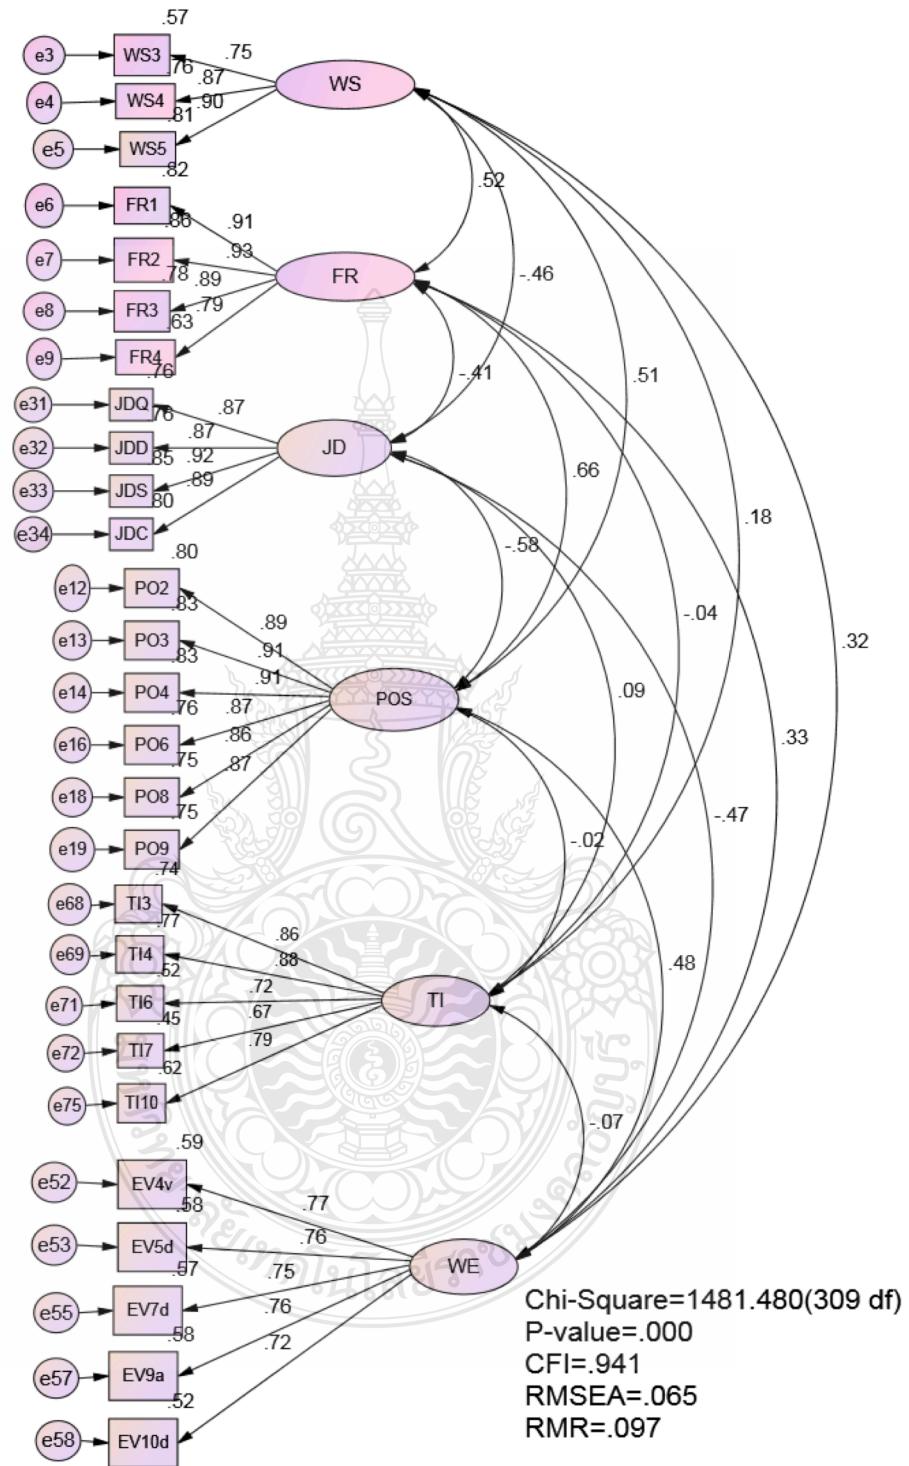 .57
e3 WS3 .75
.76 .87 WS
e4 WS4 .90
.81
e5 WS5
.82
.52
e6 FR1 .91
.86 .93
e7 FR2
.78 .89 FR -.46
e8 FR3 .79
.63
e9 FR4
.76 -.41 .51
e31 JDQ .87
.76 .87 JD
e32 JDD .92
.85 .89 .66
e33 JDS
.80 .18
e34 JDC
.80 -.58
e12 PO2
.83 .89 -.04
e13 PO3 .91 .32
.83 .91
e14 PO4 POS .09
.76 .87
e16 PO6 .86 .33
.75 .87
e18 PO8
.75 -.47
e19 PO9 -.02
.74
e68 TI3
.77 .86
e69 TI4 .88 .48
.52 .72
e71 TI6 .67 TI
.45 .79
e72 TI7
.62
e75 TI10
-.07
.59
e52 EV4v
.58 .77
e53 EV5d .76
.57 .75 WE
e55 EV7d .76
.58 .72
e57 EV9a
.52
e58 EV10d
Chi-Square=1481.480(309 df)
P-value=.000
CFI=.941
RMSEA=.065
RMR=.097